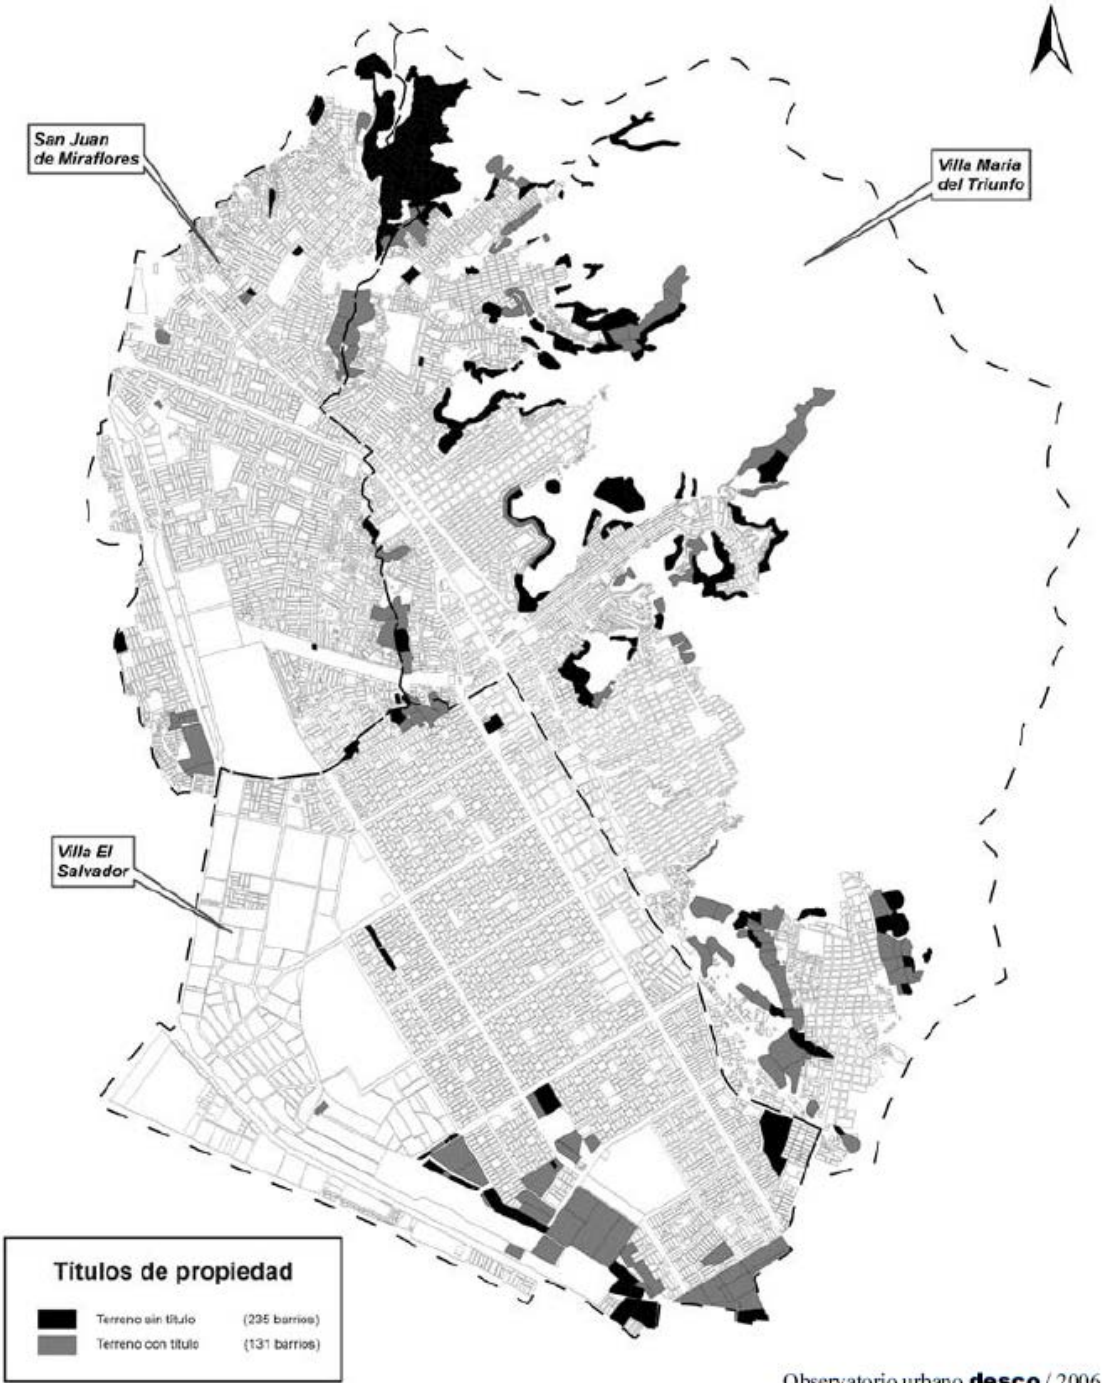 San Juan
de Miraflores
Villa Maria
del Triunfo
Villa El
Salvador
Títulos de propiedad
Terreno sin título (235 barrios)
Terreno con título (131 barrios)
Observatorio urbano desco / 2006